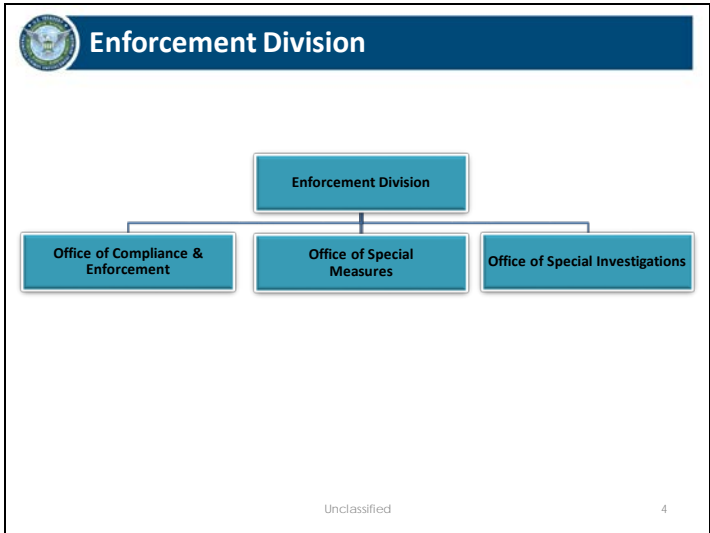 Enforcement Division
Enforcement Division
Office of Compliance &
Enforcement
Office of Special
Measures
Office of Special Investigations
Unclassified
4